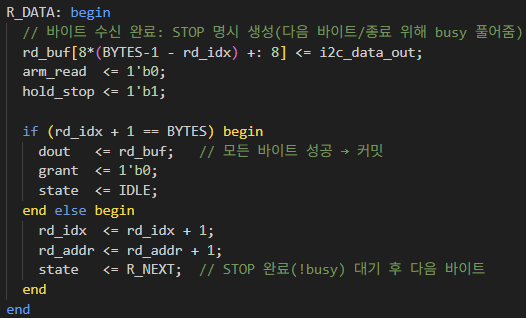 R_DATA: begin
// 바이트 수신 완료: STOP 명시 생성(다음 바이트/종료 위해 busy 풀어줌)
rd_buf[8*(BYTES-1 - rd_idx) +: 8] <= i2c_data_out;
arm_read <= 1'b0;
hold_stop <= 1'b1;
if (rd_idx + 1 == BYTES) begin
dout <= rd_buf; // 모든 바이트 성공 → 커밋
grant <= 1'b0;
state <= IDLE;
end else begin
rd_idx <= rd_idx + 1;
rd_addr <= rd_addr + 1;
state <= R_NEXT; // STOP 완료(!busy) 대기 후 다음 바이트
end
end